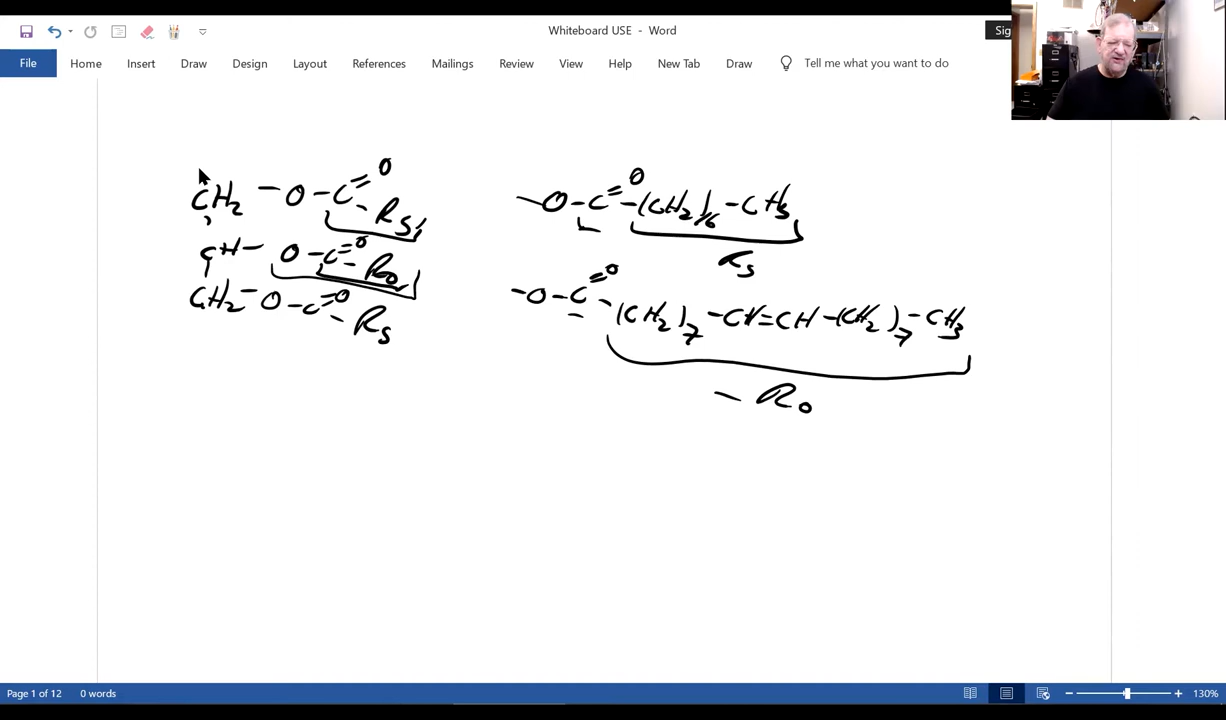 Whiteboard USE - Word
Sig
File Home Insert Draw Design Layout References Mailings Review View Help New Tab Draw Tell me what you want to do
CH2 - O - C = O - Rs
CH - O - C = O - Ro
CH2 - O - C = O - Rs
- O - C = O - (CH2)16 - CH3
Rs
- O - C = O - (CH2)7 - CH = CH - (CH2)7 - CH3
- Ro
Page 1 of 12 0 words 130%